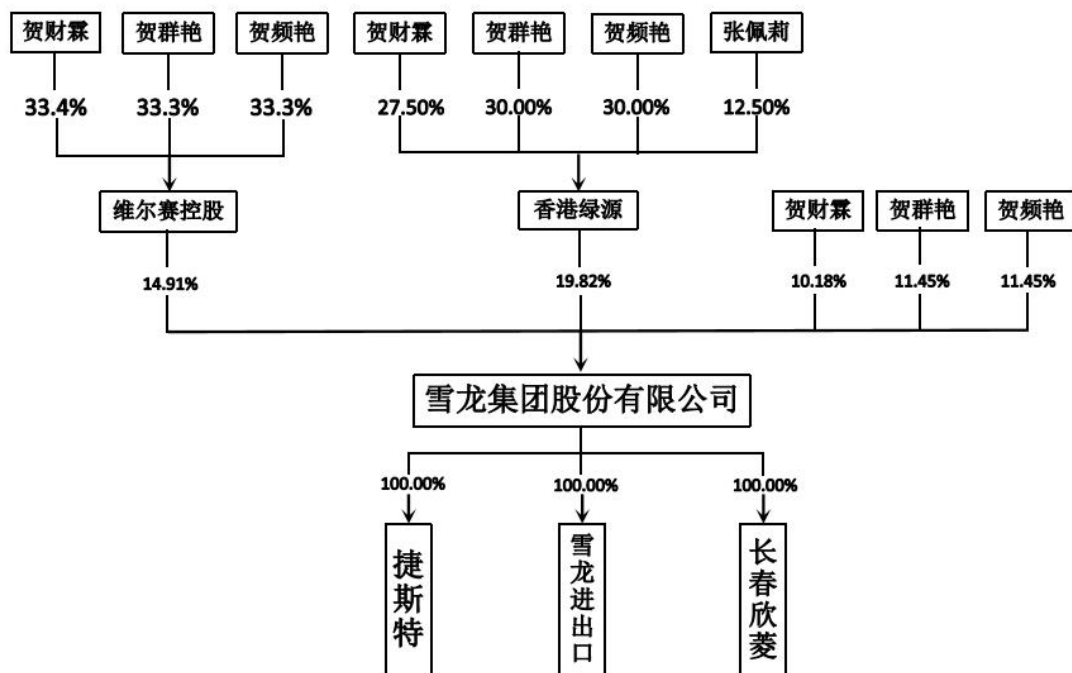 贺财霖 贺群艳 贺频艳 贺财霖 贺群艳 贺频艳 张佩莉
33.4% 33.3% 33.3% 27.50% 30.00% 30.00% 12.50%
维尔赛控股 香港绿源 贺财霖 贺群艳 贺频艳
14.91% 19.82% 10.18% 11.45% 11.45%
雪龙集团股份有限公司
100.00% 100.00% 100.00%
捷斯特 雪龙进出口 长春欣菱